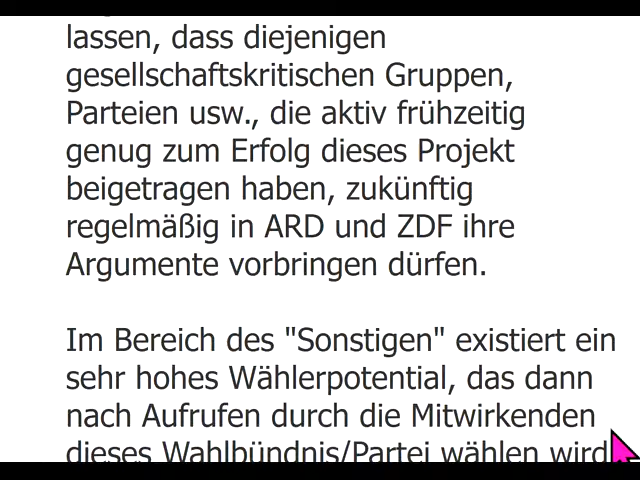 lassen, dass diejenigen
gesellschaftskritischen Gruppen,
Parteien usw., die aktiv frühzeitig
genug zum Erfolg dieses Projekt
beigetragen haben, zukünftig
regelmäßig in ARD und ZDF ihre
Argumente vorbringen dürfen.
Im Bereich des "Sonstigen" existiert ein
sehr hohes Wählerpotential, das dann
nach Aufrufen durch die Mitwirkenden
dieses Wahlbündnis/Partei wählen wird